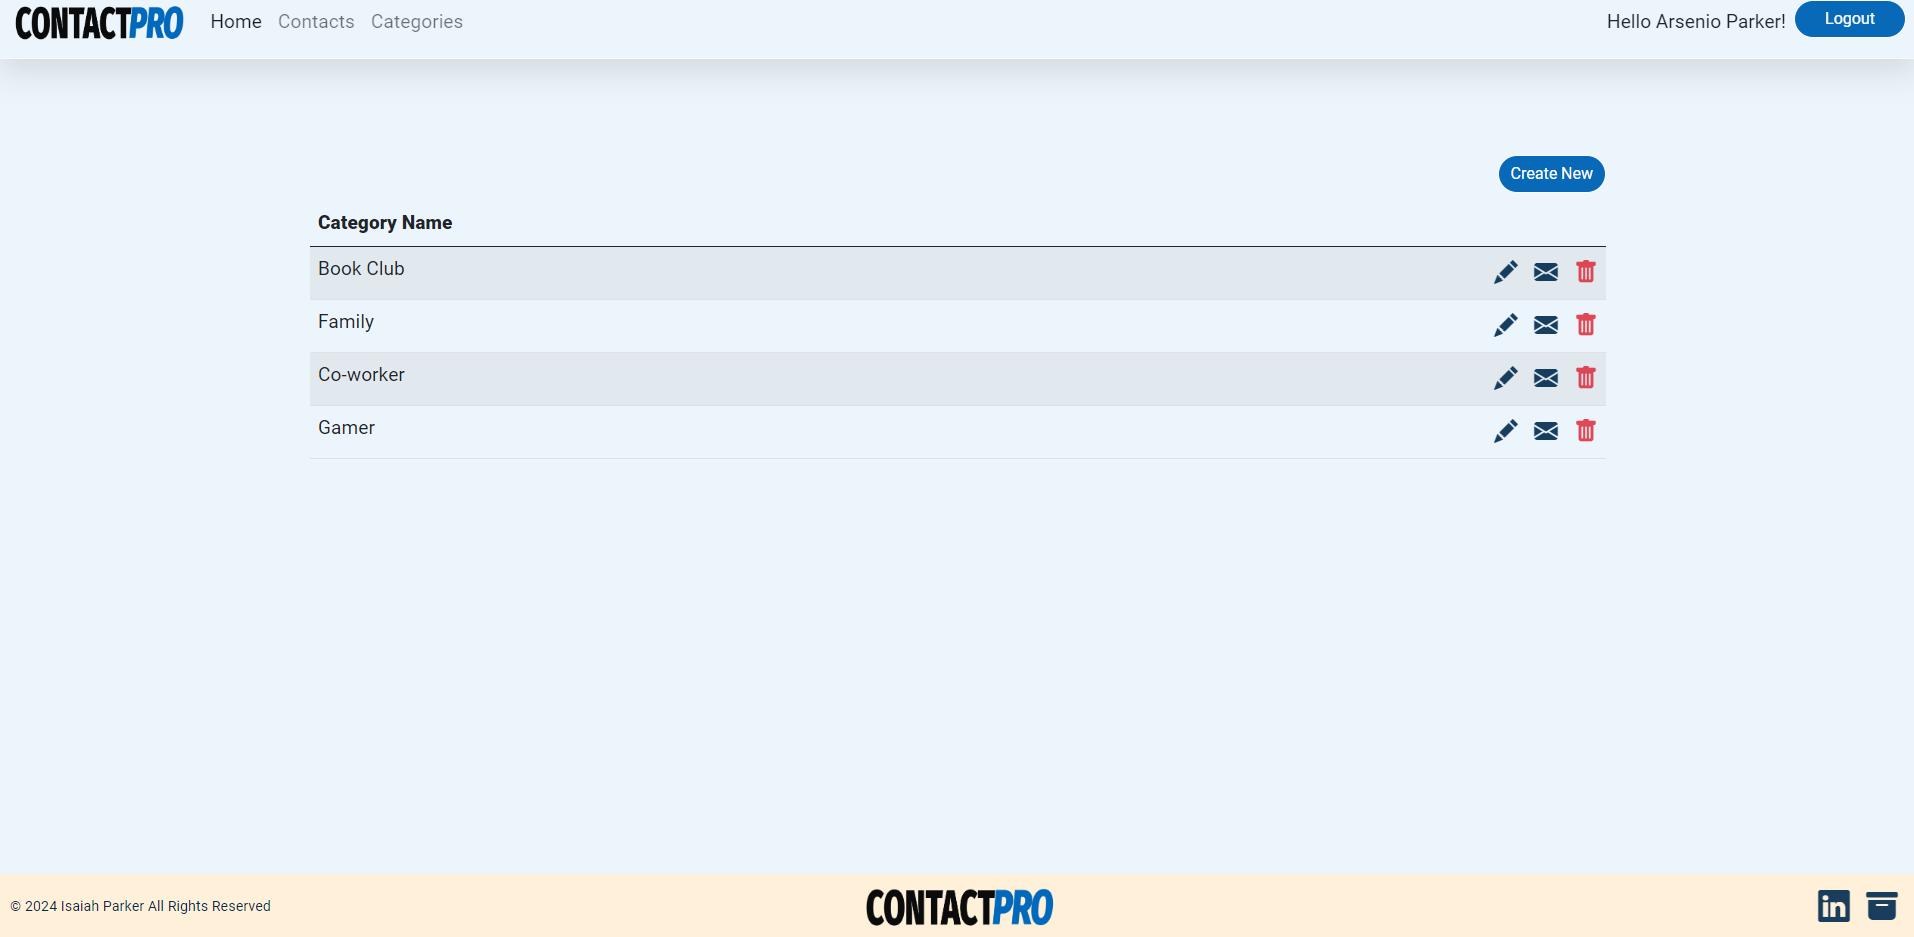 CONTACTPRO Home Contacts Categories Hello Arsenio Parker! Logout
Create New
Category Name
Book Club
Family
Co-worker
Gamer
© 2024 Isaiah Parker All Rights Reserved CONTACTPRO in